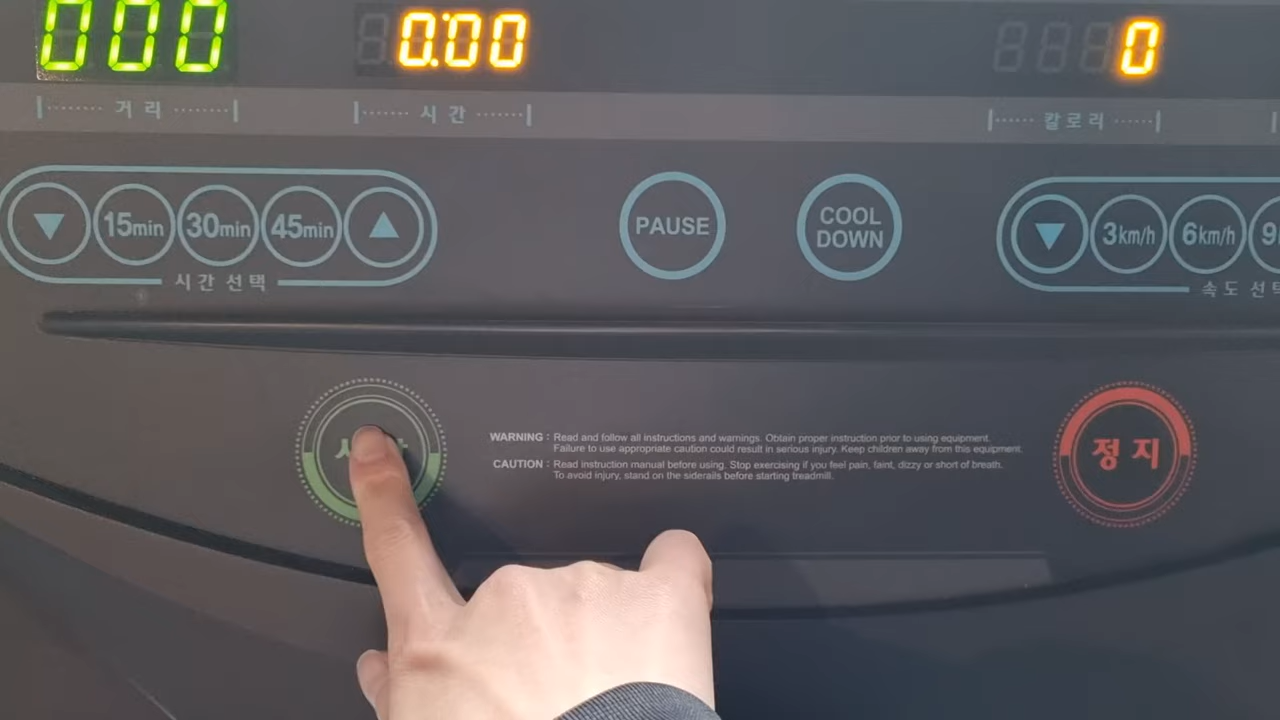 000 0:00 0
거리 시간 칼로리
15min 30min 45min PAUSE COOL DOWN 3km/h 6km/h
시간 선택 속도
WARNING : Read and follow all instructions and warnings. Obtain proper instruction prior to using equipment.
Failure to use appropriate caution could result in serious injury. Keep children away from this equipment.
CAUTION : Read instruction manual before using. Stop exercising if you feel pain, faint, dizzy or short of breath.
To avoid injury, stand on the siderails before starting treadmill.
정지